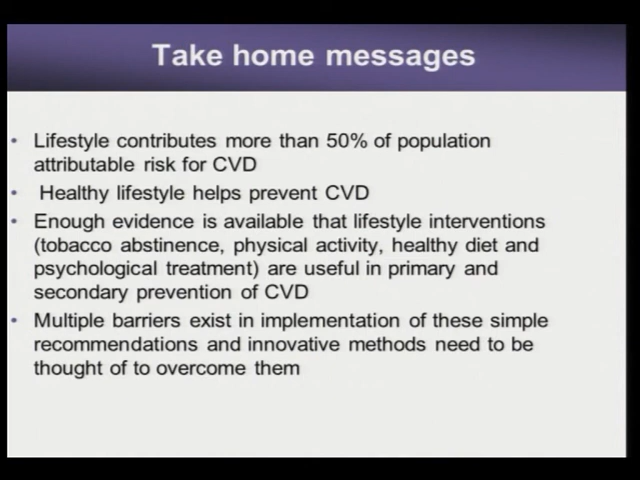 Take home messages
• Lifestyle contributes more than 50% of population
attributable risk for CVD
• Healthy lifestyle helps prevent CVD
• Enough evidence is available that lifestyle interventions
(tobacco abstinence, physical activity, healthy diet and
psychological treatment) are useful in primary and
secondary prevention of CVD
• Multiple barriers exist in implementation of these simple
recommendations and innovative methods need to be
thought of to overcome them